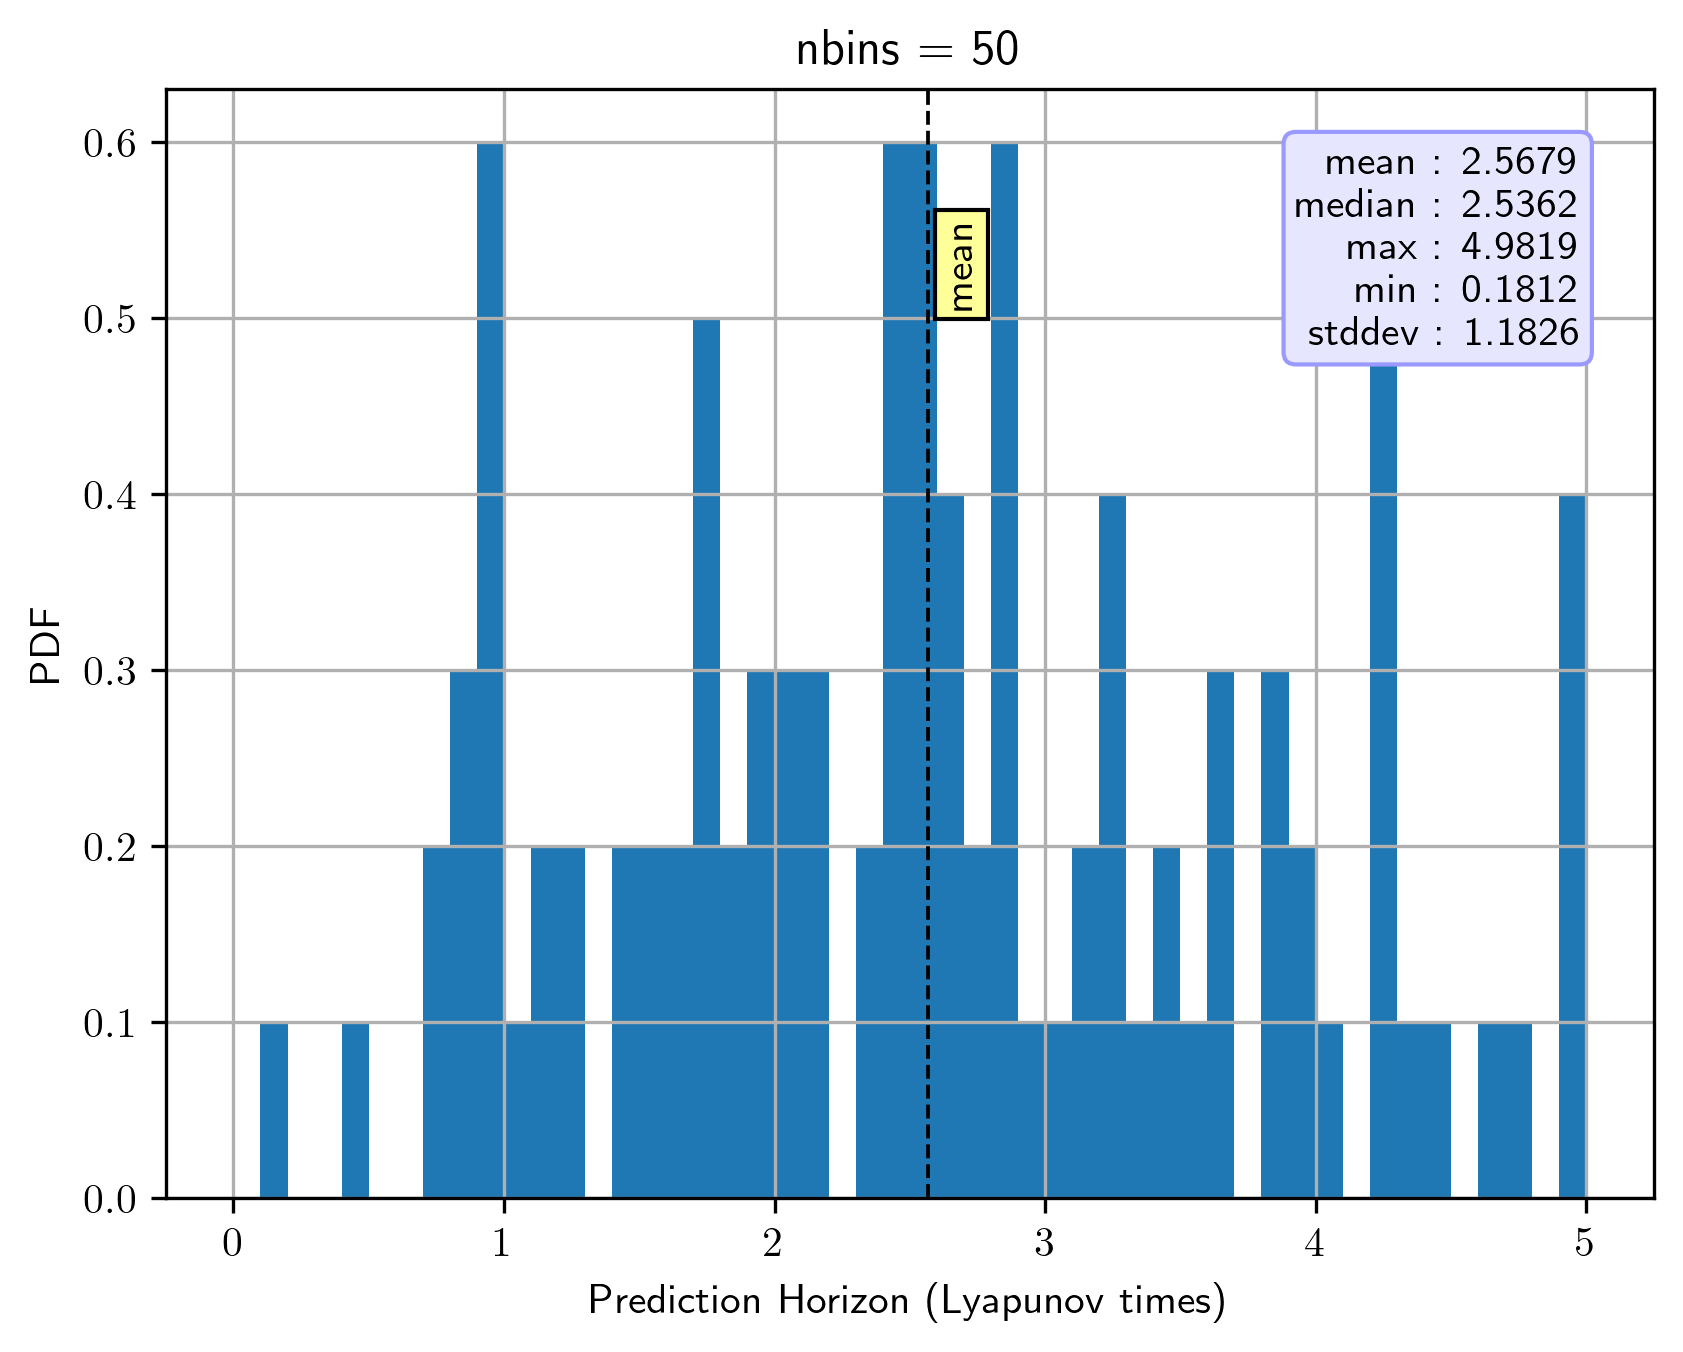 nbins = 50
0.6
0.5
0.4
0.3
0.2
0.1
0.0
PDF
mean
mean : 2.5679
median : 2.5362
max : 4.9819
min : 0.1812
stddev : 1.1826
0 1 2 3 4 5
Prediction Horizon (Lyapunov times)